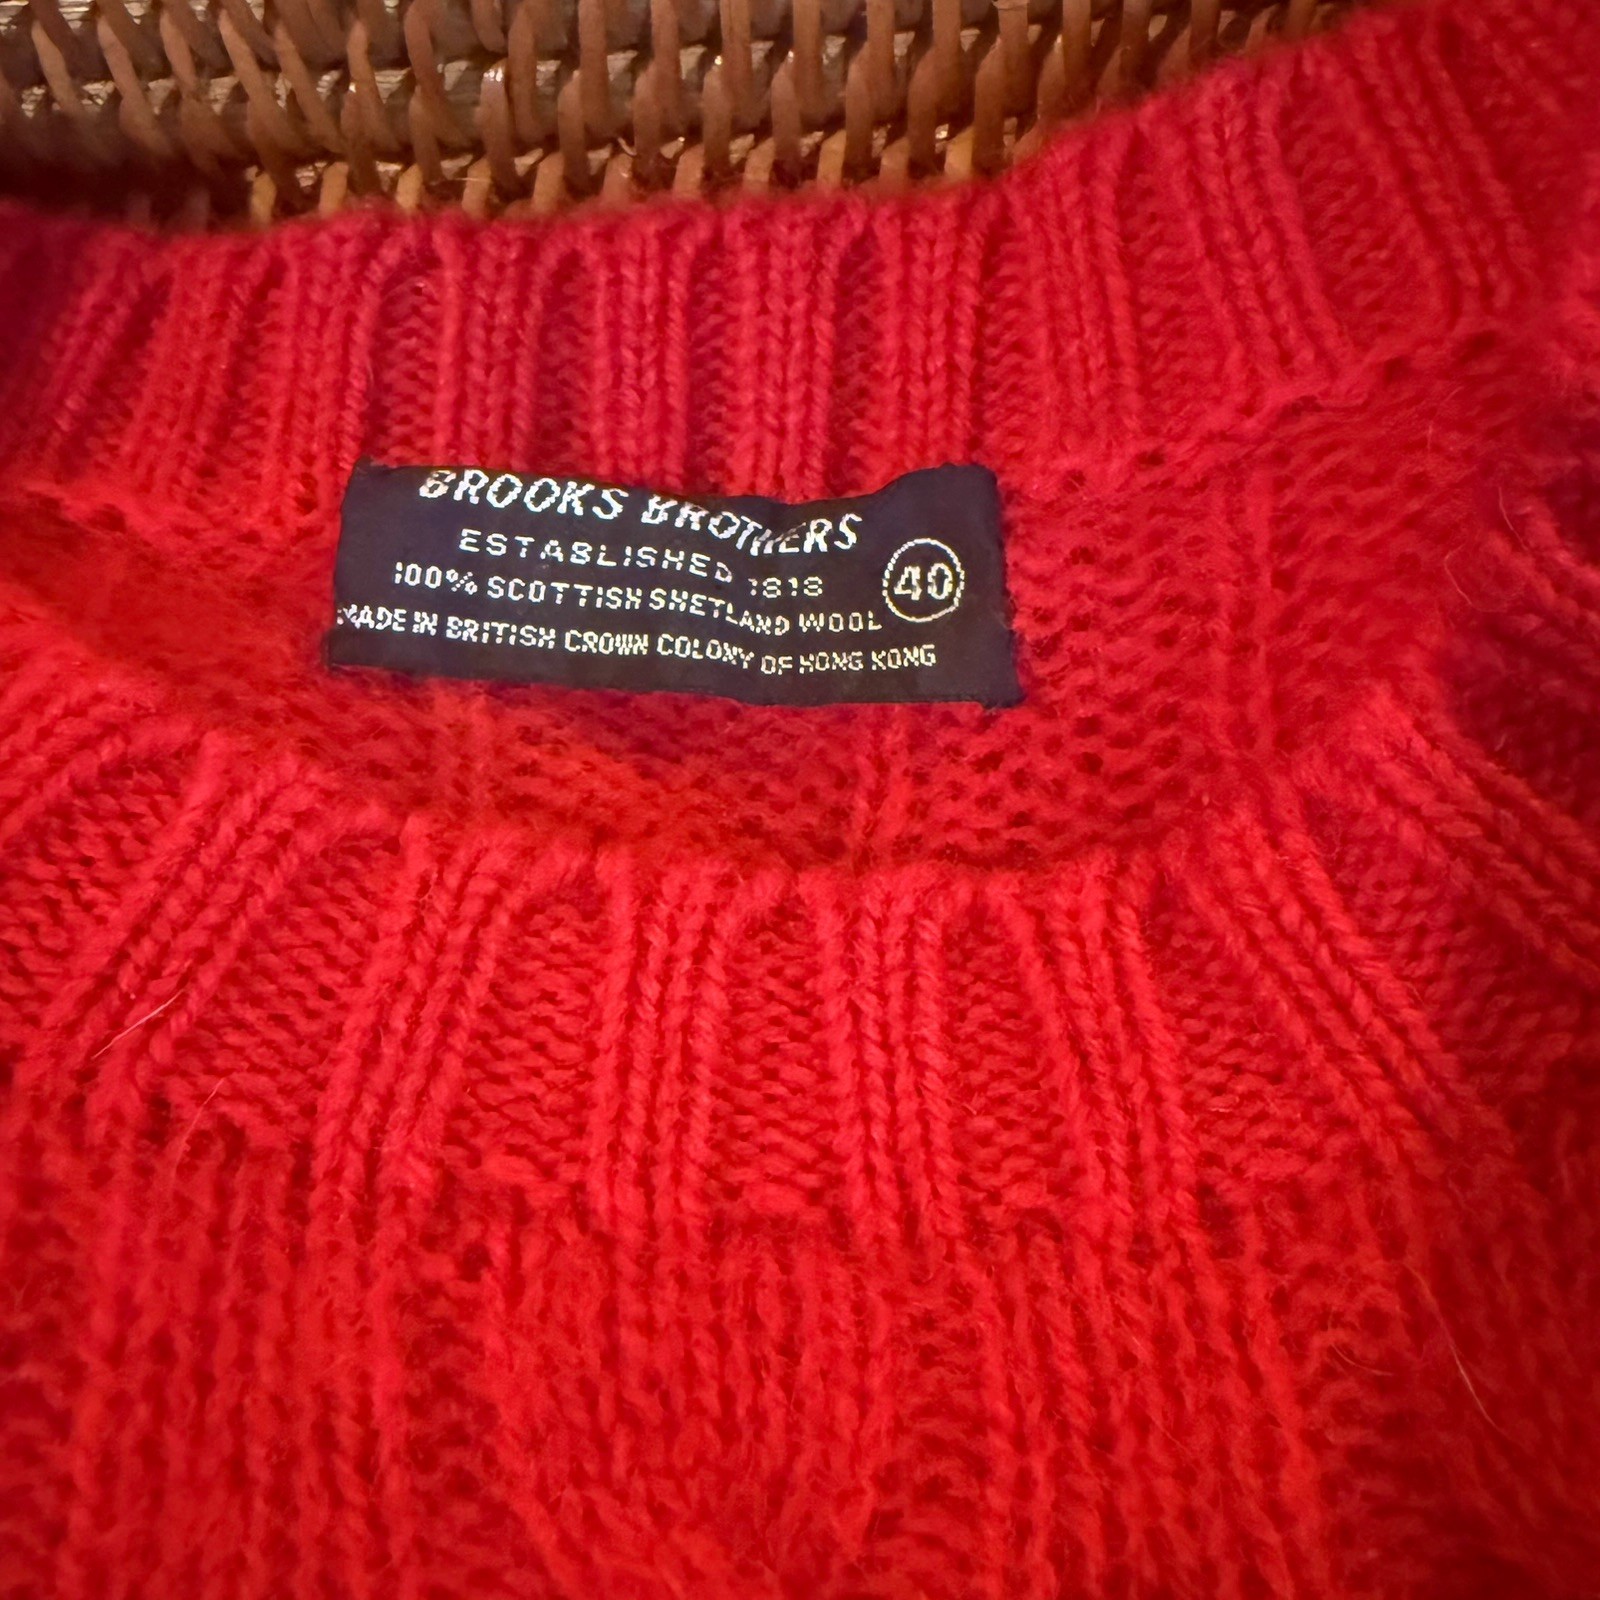 BROOKS BROTHERS
ESTABLISHED 1818
40
100% SCOTTISH SHETLAND WOOL
MADE IN BRITISH CROWN COLONY OF HONG KONG